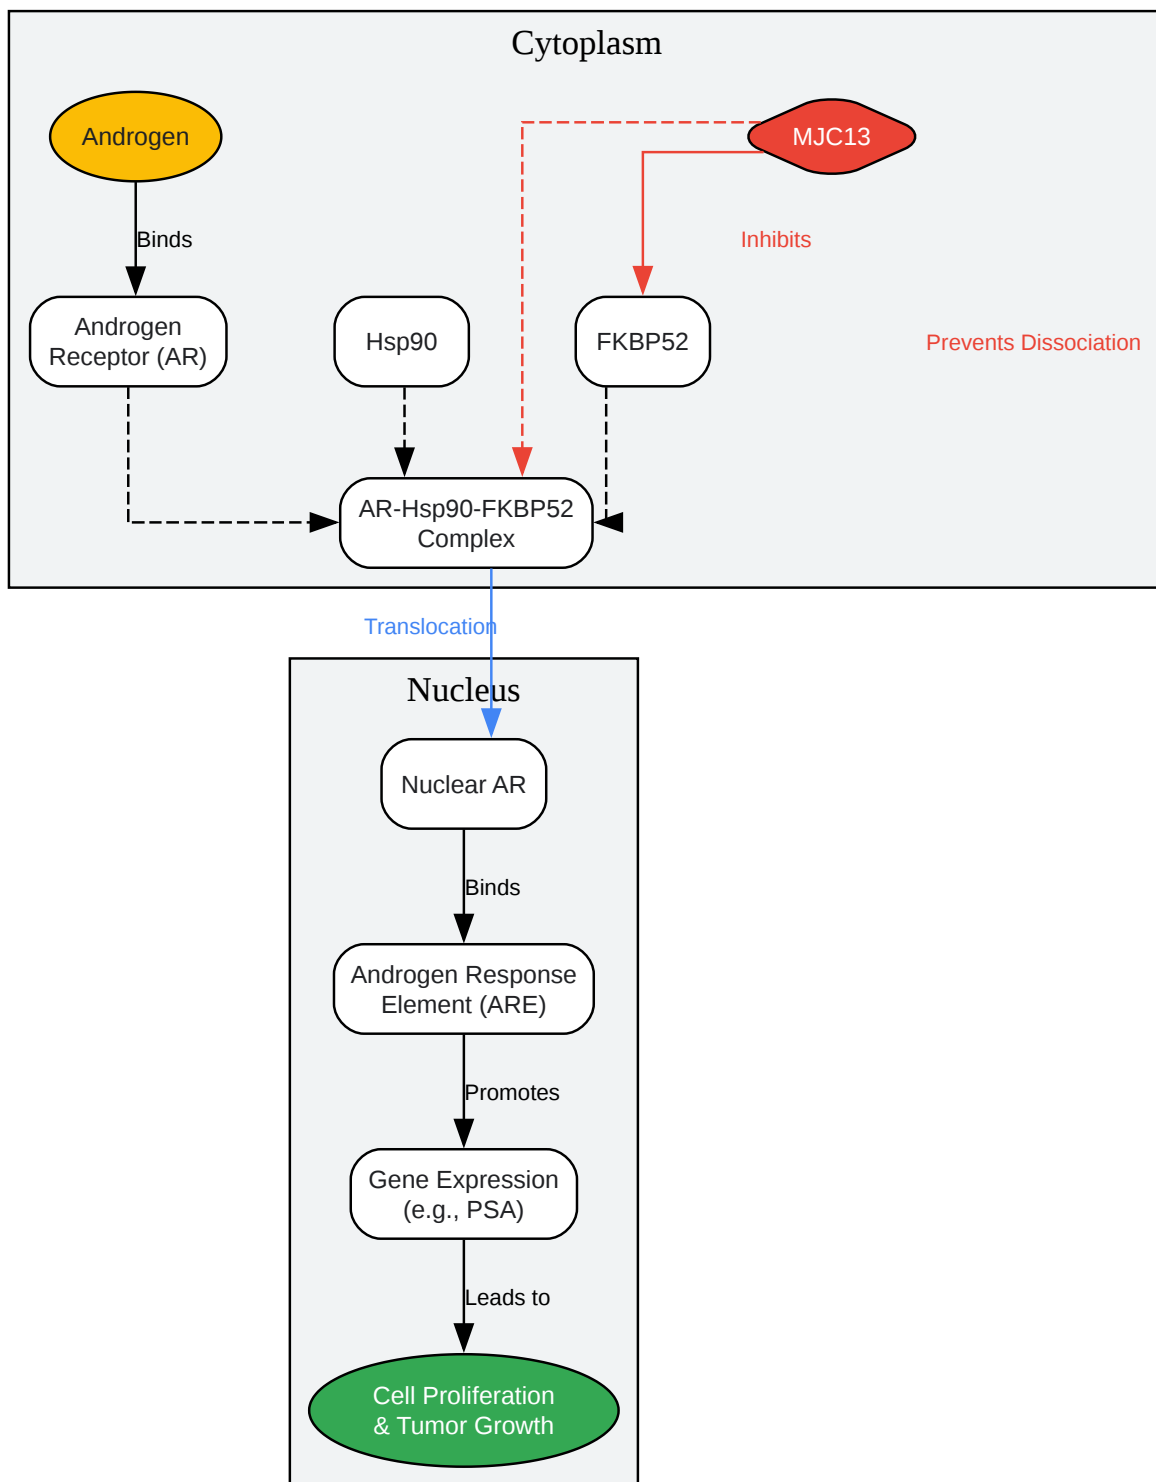 Cytoplasm
Androgen
MJC13
Binds
Inhibits
Androgen
Receptor (AR)
Hsp90
FKBP52
Prevents Dissociation
AR-Hsp90-FKBP52
Complex
Translocation
Nucleus
Nuclear AR
Binds
Androgen Response
Element (ARE)
Promotes
Gene Expression
(e.g., PSA)
Leads to
Cell Proliferation
& Tumor Growth